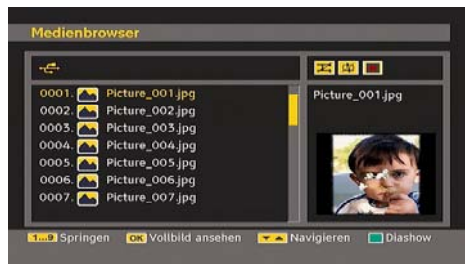 Medienbrowser
0001. Picture_001.jpg
0002. Picture_002.jpg
0003. Picture_003.jpg
0004. Picture_004.jpg
0005. Picture_005.jpg
0006. Picture_006.jpg
0007. Picture_007.jpg
Picture_001.jpg
1...9 Springen OK Vollbild ansehen Navigieren Diashow